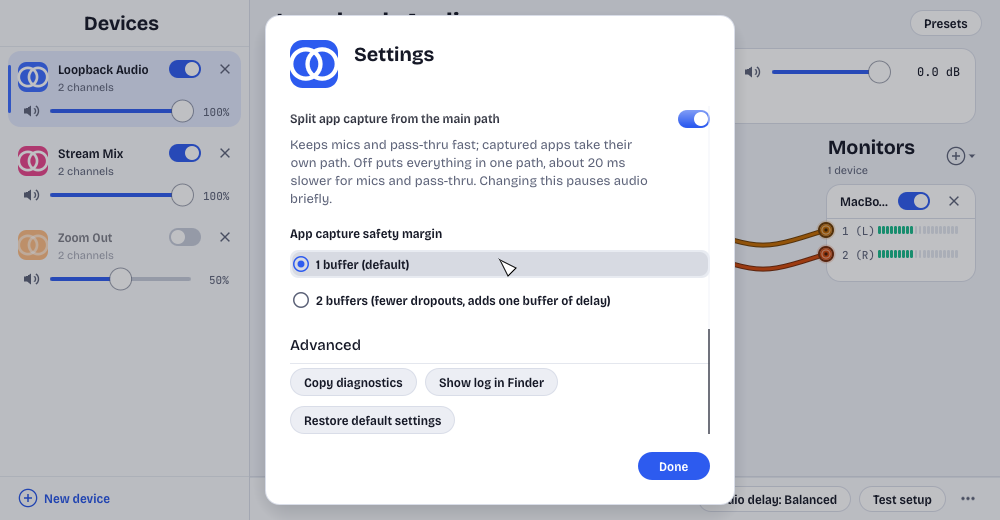 Devices
Loopback Audio
2 channels
100%
Stream Mix
2 channels
100%
Zoom Out
2 channels
50%
New device
Presets
0.0 dB
Monitors
1 device
MacBo...
1 (L)
2 (R)
Settings
Split app capture from the main path
Keeps mics and pass-thru fast; captured apps take their
own path. Off puts everything in one path, about 20 ms
slower for mics and pass-thru. Changing this pauses audio
briefly.
App capture safety margin
1 buffer (default)
2 buffers (fewer dropouts, adds one buffer of delay)
Advanced
Copy diagnostics
Show log in Finder
Restore default settings
Done
delay: Balanced
Test setup